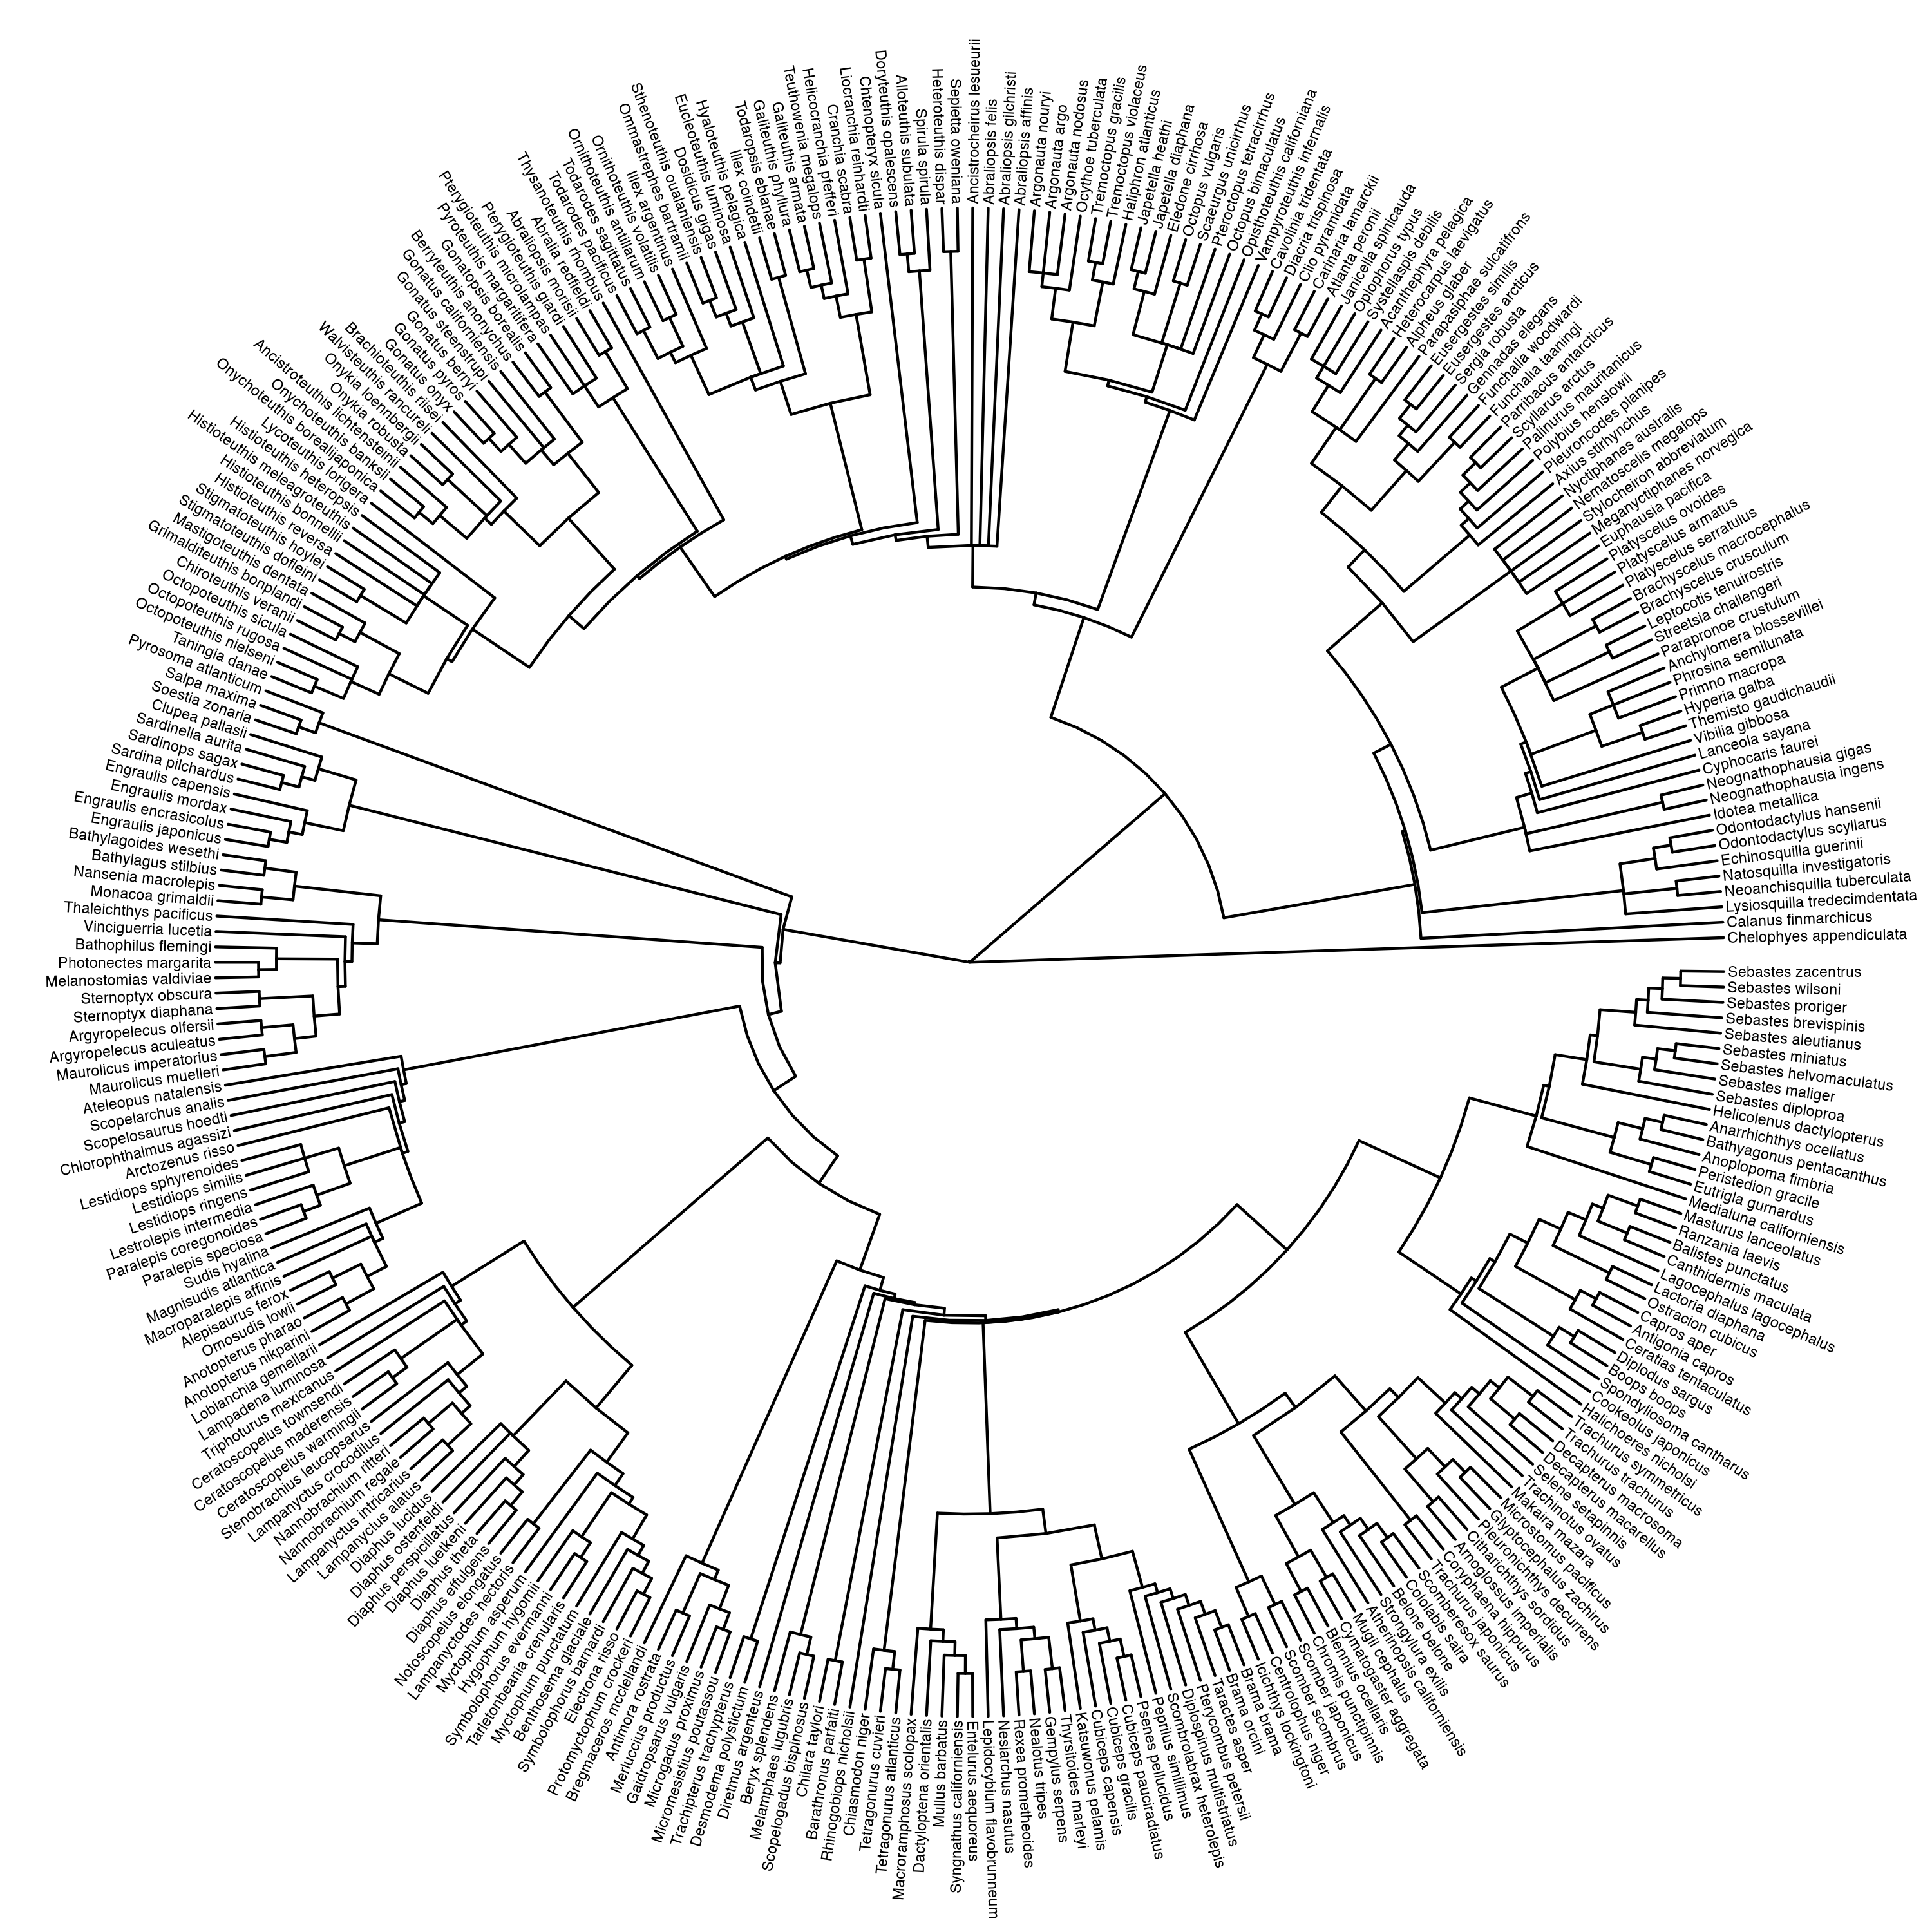 Ancistrocheirus lesueurii
Abraliopsis felis
Abraliopsis gilchristi
Abraliopsis affinis
Argonauta nouryi
Argonauta argo
Argonauta nodosus
Ocythoe tuberculata
Tremoctopus gracilis
Tremoctopus violaceus
Haliphron atlanticus
Japetella heathi
Japetella diaphana
Eledone cirrhosa
Octopus vulgaris
Scaeurgus unicirrhus
Pteroctopus tetracirrhus
Octopus bimaculatus
Opisthoteuthis californiana
Vampyroteuthis infernalis
Cavolinia tridentata
Diacria trispinosa
Clio pyramidata
Carinaria lamarckii
Atlanta peronii
Janicella spinicauda
Oplophorus typus
Systellaspis debilis
Acanthephyra pelagica
Heterocarpus laevigatus
Alpheus glaber
Parapasiphae sulcatifrons
Eusergestes similis
Eusergestes arcticus
Sergia robusta
Gennadas elegans
Funchalia woodwardi
Funchalia taaningi
Parribacus antarcticus
Scyllarus arctus
Palinurus mauritanicus
Polybius henslowii
Pleuroncodes planipes
Axius stirhynchus
Nyctiphanes australis
Nematoscelis megalops
Stylocheiron abbreviatum
Meganyctiphanes norvegica
Euphausia pacifica
Platyscelus ovoides
Platyscelus armatus
Platyscelus serratulus
Brachyscelus macrocephalus
Brachyscelus crusculum
Leptocotis tenuirostris
Streetsia challengeri
Parapronoe crustulum
Anchylomera blossevillei
Phrosina semilunata
Primno macropa
Hyperia galba
Themisto gaudichaudii
Vibilia gibbosa
Lanceola sayana
Cyphocaris faurei
Neognathophausia gigas
Neognathophausia ingens
Idotea metallica
Odontodactylus hansenii
Odontodactylus scyllarus
Echinosquilla guerinii
Natosquilla investigatoris
Neoanchisquilla tuberculata
Lysiosquilla tredecimdentata
Calanus finmarchicus
Chelophyes appendiculata
Sebastes zacentrus
Sebastes wilsoni
Sebastes proriger
Sebastes brevispinis
Sebastes aleutianus
Sebastes miniatus
Sebastes helvomaculatus
Sebastes maliger
Sebastes diploproa
Helicolenus dactylopterus
Anarrhichthys ocellatus
Bathyagonus pentacanthus
Anoplopoma fimbria
Peristedion gracile
Eutrigla gurnardus
Medialuna californiensis
Masturus lanceolatus
Ranzania laevis
Balistes punctatus
Canthidermis maculata
Lagocephalus lagocephalus
Lactoria diaphana
Ostracion cubicus
Capros aper
Antigonia capros
Ceratias tentaculatus
Diplodus sargus
Boops boops
Spondyliosoma cantharus
Cookeolus japonicus
Halichoeres nicholsi
Trachurus symmetricus
Trachurus trachurus
Decapterus macrosoma
Decapterus macarellus
Selene setapinnis
Trachinotus ovatus
Makaira mazara
Microstomus pacificus
Glyptocephalus zachirus
Pleuronichthys decurrens
Citharichthys sordidus
Arnoglossus imperialis
Coryphaena hippurus
Trachurus japonicus
Scomberesox saurus
Cololabis saira
Belone belone
Strongylura exilis
Atherinopsis californiensis
Mugil cephalus
Cymatogaster aggregata
Blennius ocellaris
Chromis punctipinnis
Scomber japonicus
Scomber scombrus
Centrolophus niger
Icichthys lockingtoni
Brama brama
Brama orcini
Taractes asper
Pterycombus petersii
Diplospinus multistriatus
Scombrolabrax heterolepis
Peprilus simillimus
Psenes pellucidus
Cubiceps pauciradiatus
Cubiceps gracilis
Cubiceps capensis
Katsuwonus pelamis
Thyrsitoides marleyi
Gempylus serpens
Nealotus tripes
Rexea prometheoides
Nesiarchus nasutus
Lepidocybium flavobrunneum
Entelurus aequoreus
Syngnathus californiensis
Mullus barbatus
Dactyloptena orientalis
Macroramphosus scolopax
Tetragonurus atlanticus
Tetragonurus cuvieri
Chiasmodon niger
Rhinogobiops nicholsii
Barathronus parfaiti
Chilara taylori
Scopelogadus bispinosus
Melamphaes lugubris
Beryx splendens
Diretmus argenteus
Desmodema polystictum
Trachipterus trachypterus
Micromesistius poutassou
Microgadus proximus
Gaidropsarus vulgaris
Merluccius productus
Antimora rostrata
Bregmaceros mcclellandi
Protomyctophum crockeri
Electrona risso
Symbolophorus barnardi
Benthosema glaciale
Myctophum punctatum
Tarletonbeania crenularis
Symbolophorus evermanni
Hygophum hygomii
Myctophum asperum
Lampanyctodes hectoris
Notoscopelus elongatus
Diaphus effulgens
Diaphus theta
Diaphus luetkeni
Diaphus perspicillatus
Diaphus ostenfeldi
Diaphus lucidus
Lampanyctus alatus
Lampanyctus intricarius
Nannobrachium regale
Nannobrachium ritteri
Lampanyctus crocodilus
Stenobrachius leucopsarus
Ceratoscopelus warmingii
Ceratoscopelus maderensis
Ceratoscopelus townsendi
Triphoturus mexicanus
Lampadena luminosa
Lobianchia gemellarii
Anotopterus nikparini
Anotopterus pharao
Omosudis lowii
Alepisaurus ferox
Macroparalepis affinis
Magnisudis atlantica
Sudis hyalina
Paralepis speciosa
Paralepis coregonoides
Lestrolepis intermedia
Lestidiops ringens
Lestidiops similis
Lestidiops sphyrenoides
Arctozenus risso
Chlorophthalmus agassizi
Scopelosaurus hoedti
Scopelarchus analis
Ateleopus natalensis
Maurolicus muelleri
Maurolicus imperatorius
Argyropelecus aculeatus
Argyropelecus olfersii
Sternoptyx diaphana
Sternoptyx obscura
Melanostomias valdiviae
Photonectes margarita
Bathophilus flemingi
Vinciguerria lucetia
Thaleichthys pacificus
Monacoa grimaldii
Nansenia macrolepis
Bathylagus stilbius
Bathylagoides wesethi
Engraulis japonicus
Engraulis encrasicolus
Engraulis mordax
Engraulis capensis
Sardina pilchardus
Sardinops sagax
Sardinella aurita
Clupea pallasii
Soestia zonaria
Salpa maxima
Pyrosoma atlanticum
Taningia danae
Octopoteuthis nielseni
Octopoteuthis rugosa
Octopoteuthis sicula
Chiroteuthis veranii
Grimalditeuthis bonplandi
Mastigoteuthis dentata
Stigmatoteuthis dofleini
Stigmatoteuthis hoylei
Histioteuthis reversa
Histioteuthis bonnellii
Histioteuthis meleagroteuthis
Histioteuthis heteropsis
Lycoteuthis lorigera
Onychoteuthis borealijaponica
Onychoteuthis banksii
Ancistroteuthis lichtensteinii
Onykia robusta
Onykia loennbergii
Walvisteuthis rancureli
Brachioteuthis riisei
Gonatus onyx
Gonatus pyros
Gonatus berryi
Gonatus steenstrupi
Gonatus californiensis
Berryteuthis anonychus
Gonatopsis borealis
Pyroteuthis margaritifera
Pterygioteuthis microlampas
Pterygioteuthis giardi
Abraliopsis morisii
Abralia redfieldi
Thysanoteuthis rhombus
Todarodes pacificus
Todarodes sagittatus
Ornithoteuthis antillarum
Ornithoteuthis volatilis
Illex argentinus
Ommastrephes bartramii
Sthenoteuthis oualaniensis
Dosidicus gigas
Eucleoteuthis luminosa
Hyaloteuthis pelagica
Illex coindetii
Todaropsis eblanae
Galiteuthis phyllura
Galiteuthis armata
Teuthowenia megalops
Helicocranchia pfefferi
Cranchia scabra
Liocranchia reinhardti
Chtenopteryx sicula
Doryteuthis opalescens
Alloteuthis subulata
Spirula spirula
Heteroteuthis dispar
Sepietta oweniana